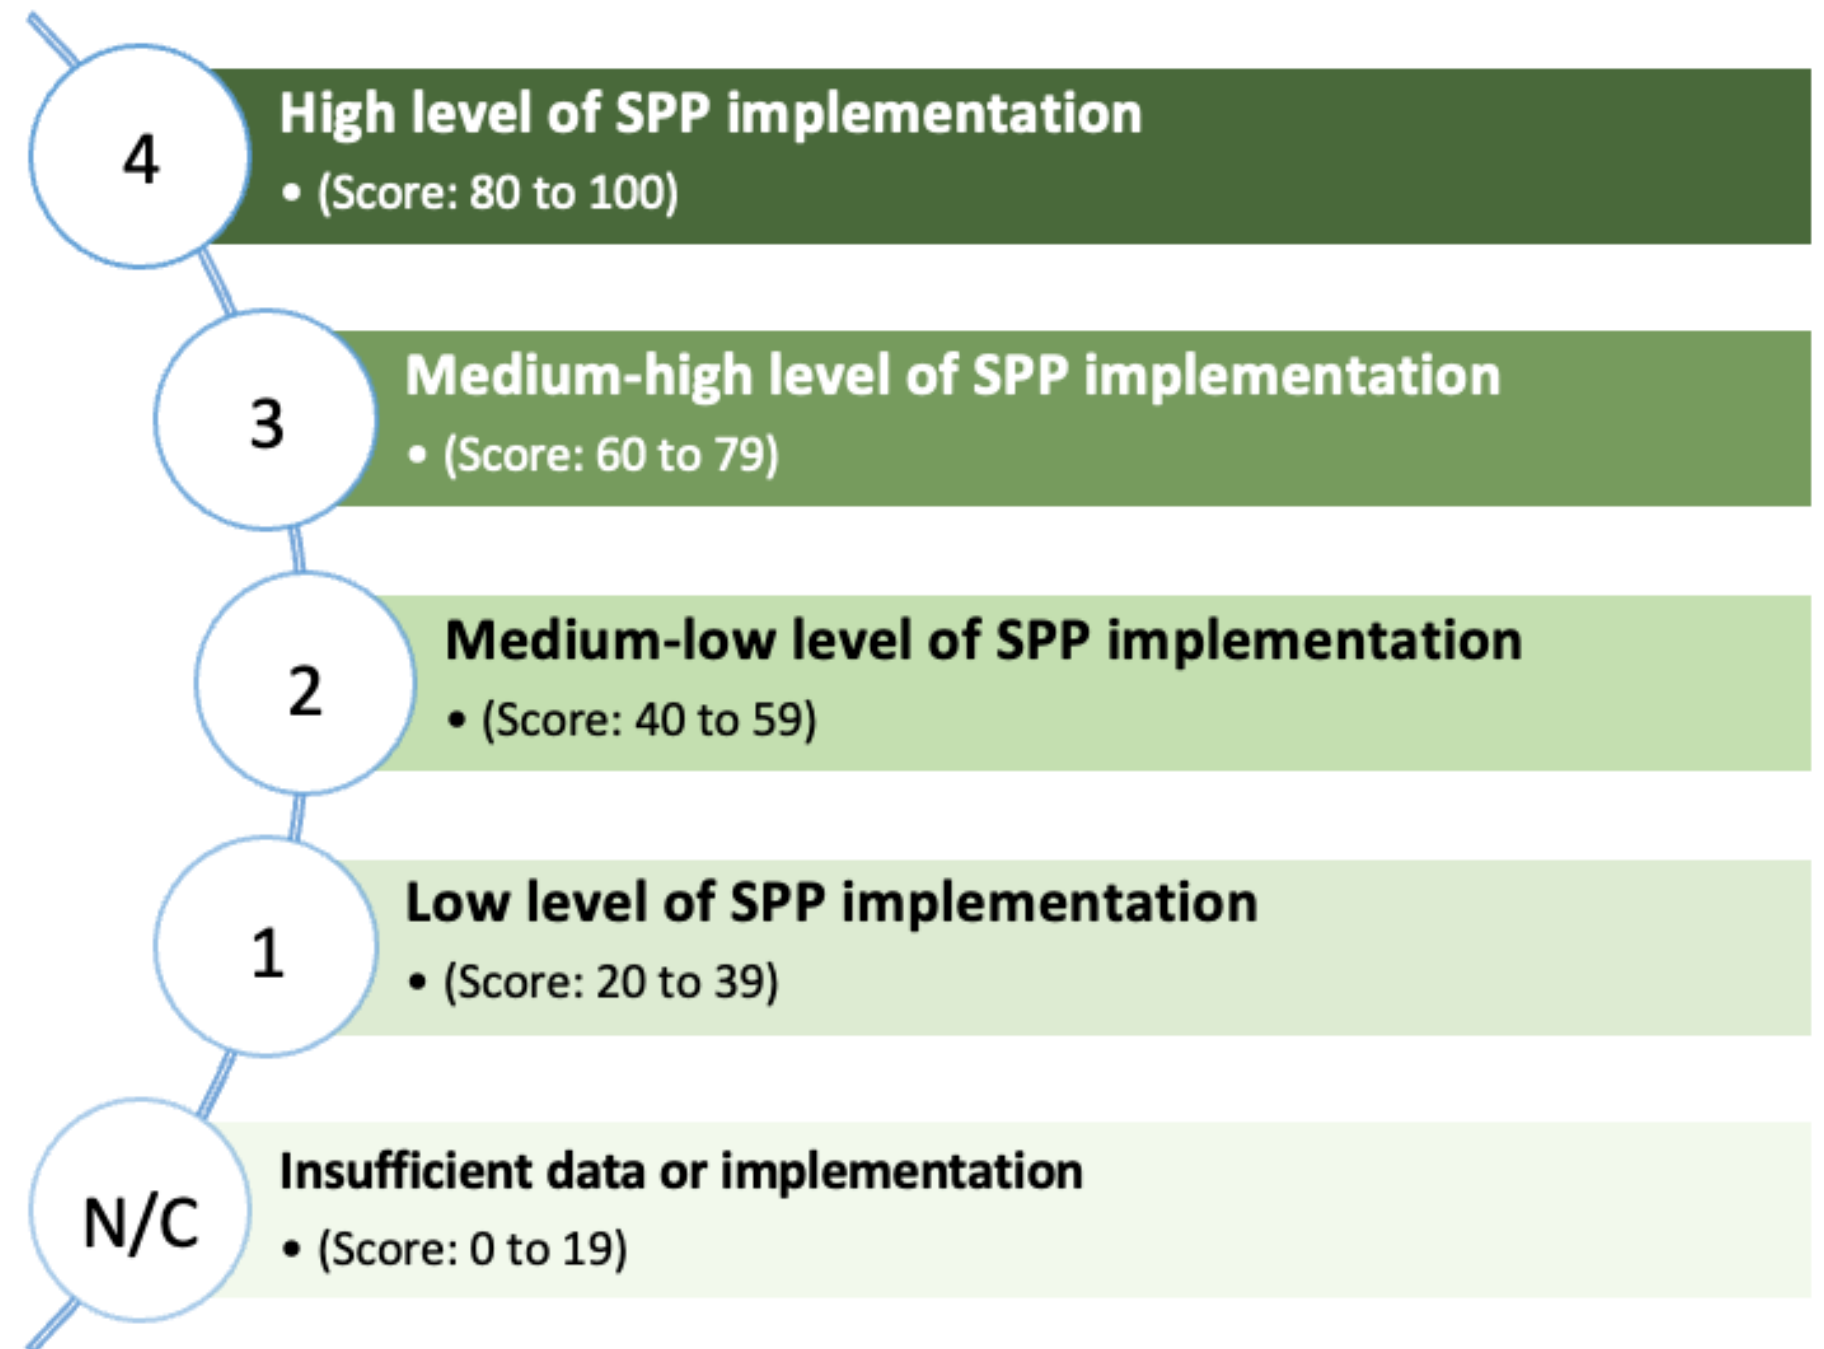 4
High level of SPP implementation
• (Score: 80 to 100)
3
Medium-high level of SPP implementation
• (Score: 60 to 79)
2
Medium-low level of SPP implementation
• (Score: 40 to 59)
1
Low level of SPP implementation
• (Score: 20 to 39)
N/C
Insufficient data or implementation
• (Score: 0 to 19)